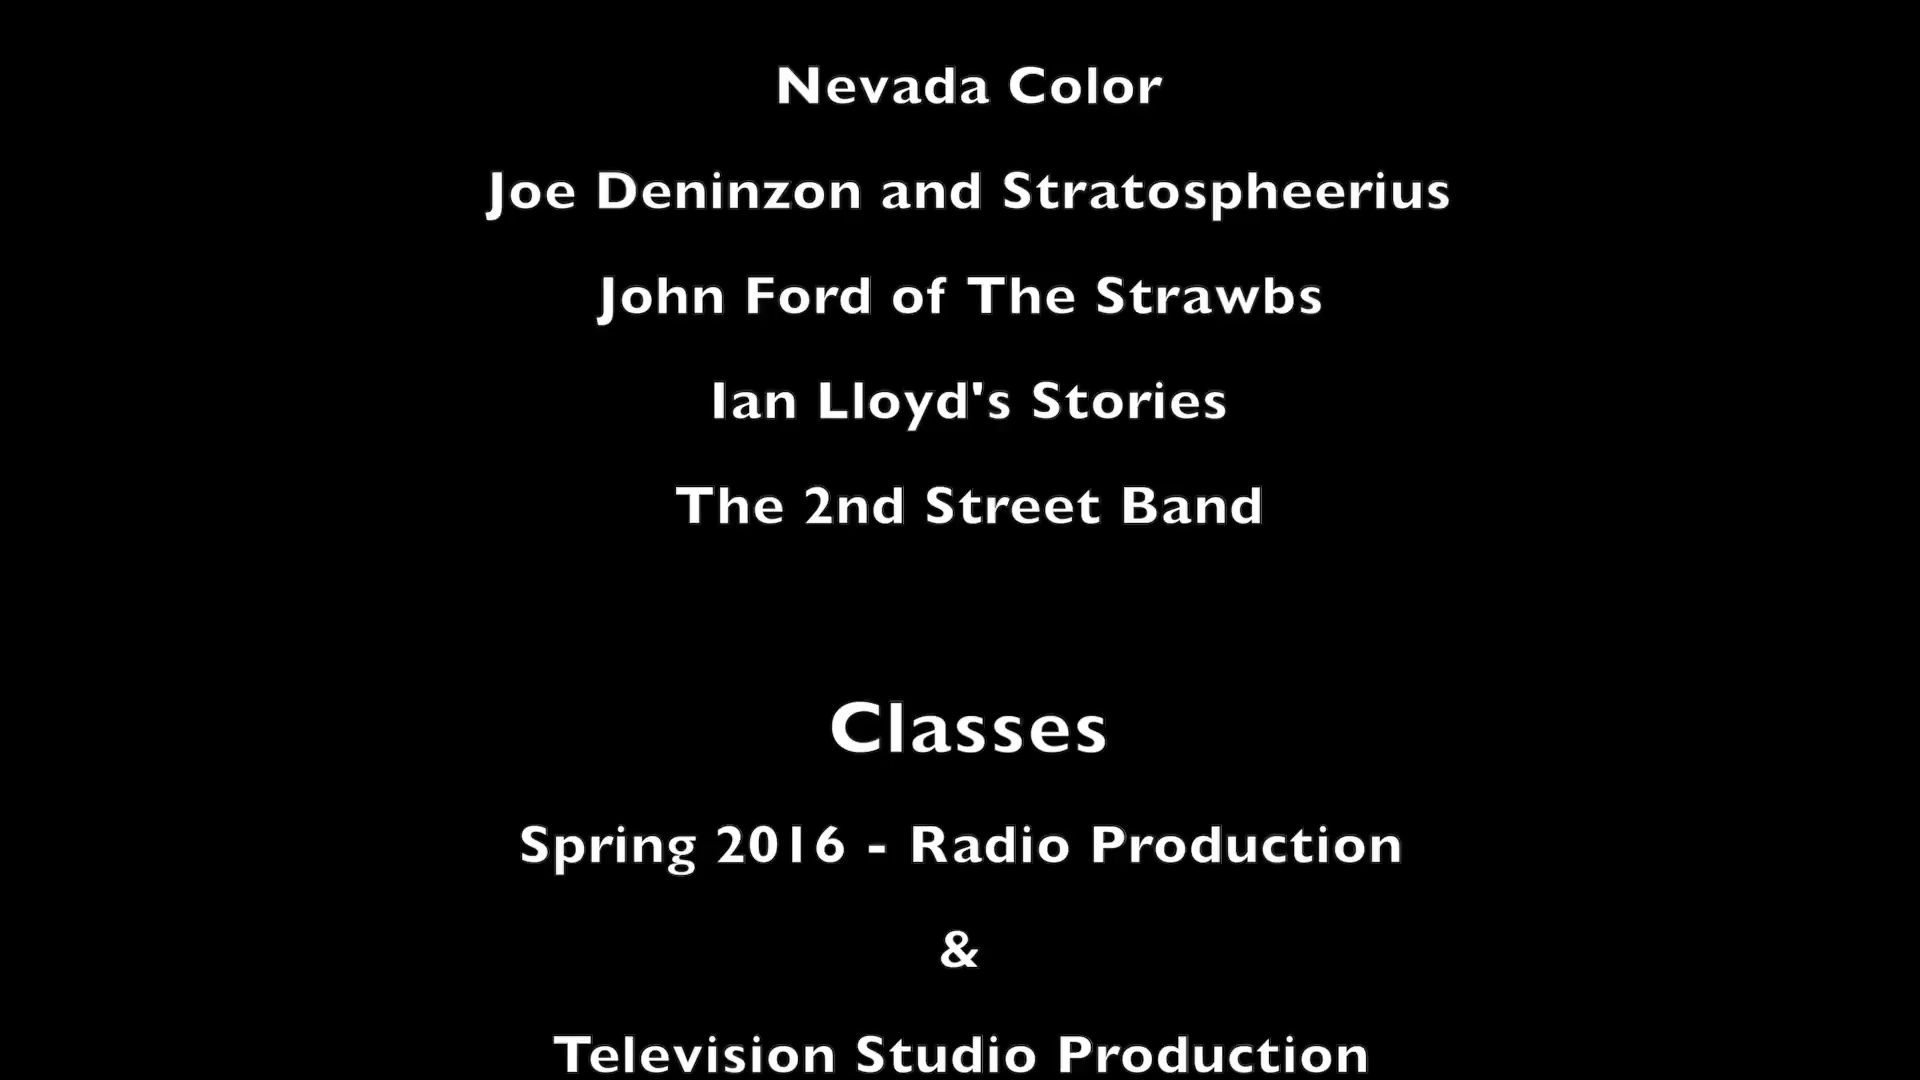 Nevada Color
Joe Deninzon and Stratospheerius
John Ford of The Strawbs
Ian Lloyd's Stories
The 2nd Street Band
Classes
Spring 2016 - Radio Production
&
Television Studio Production